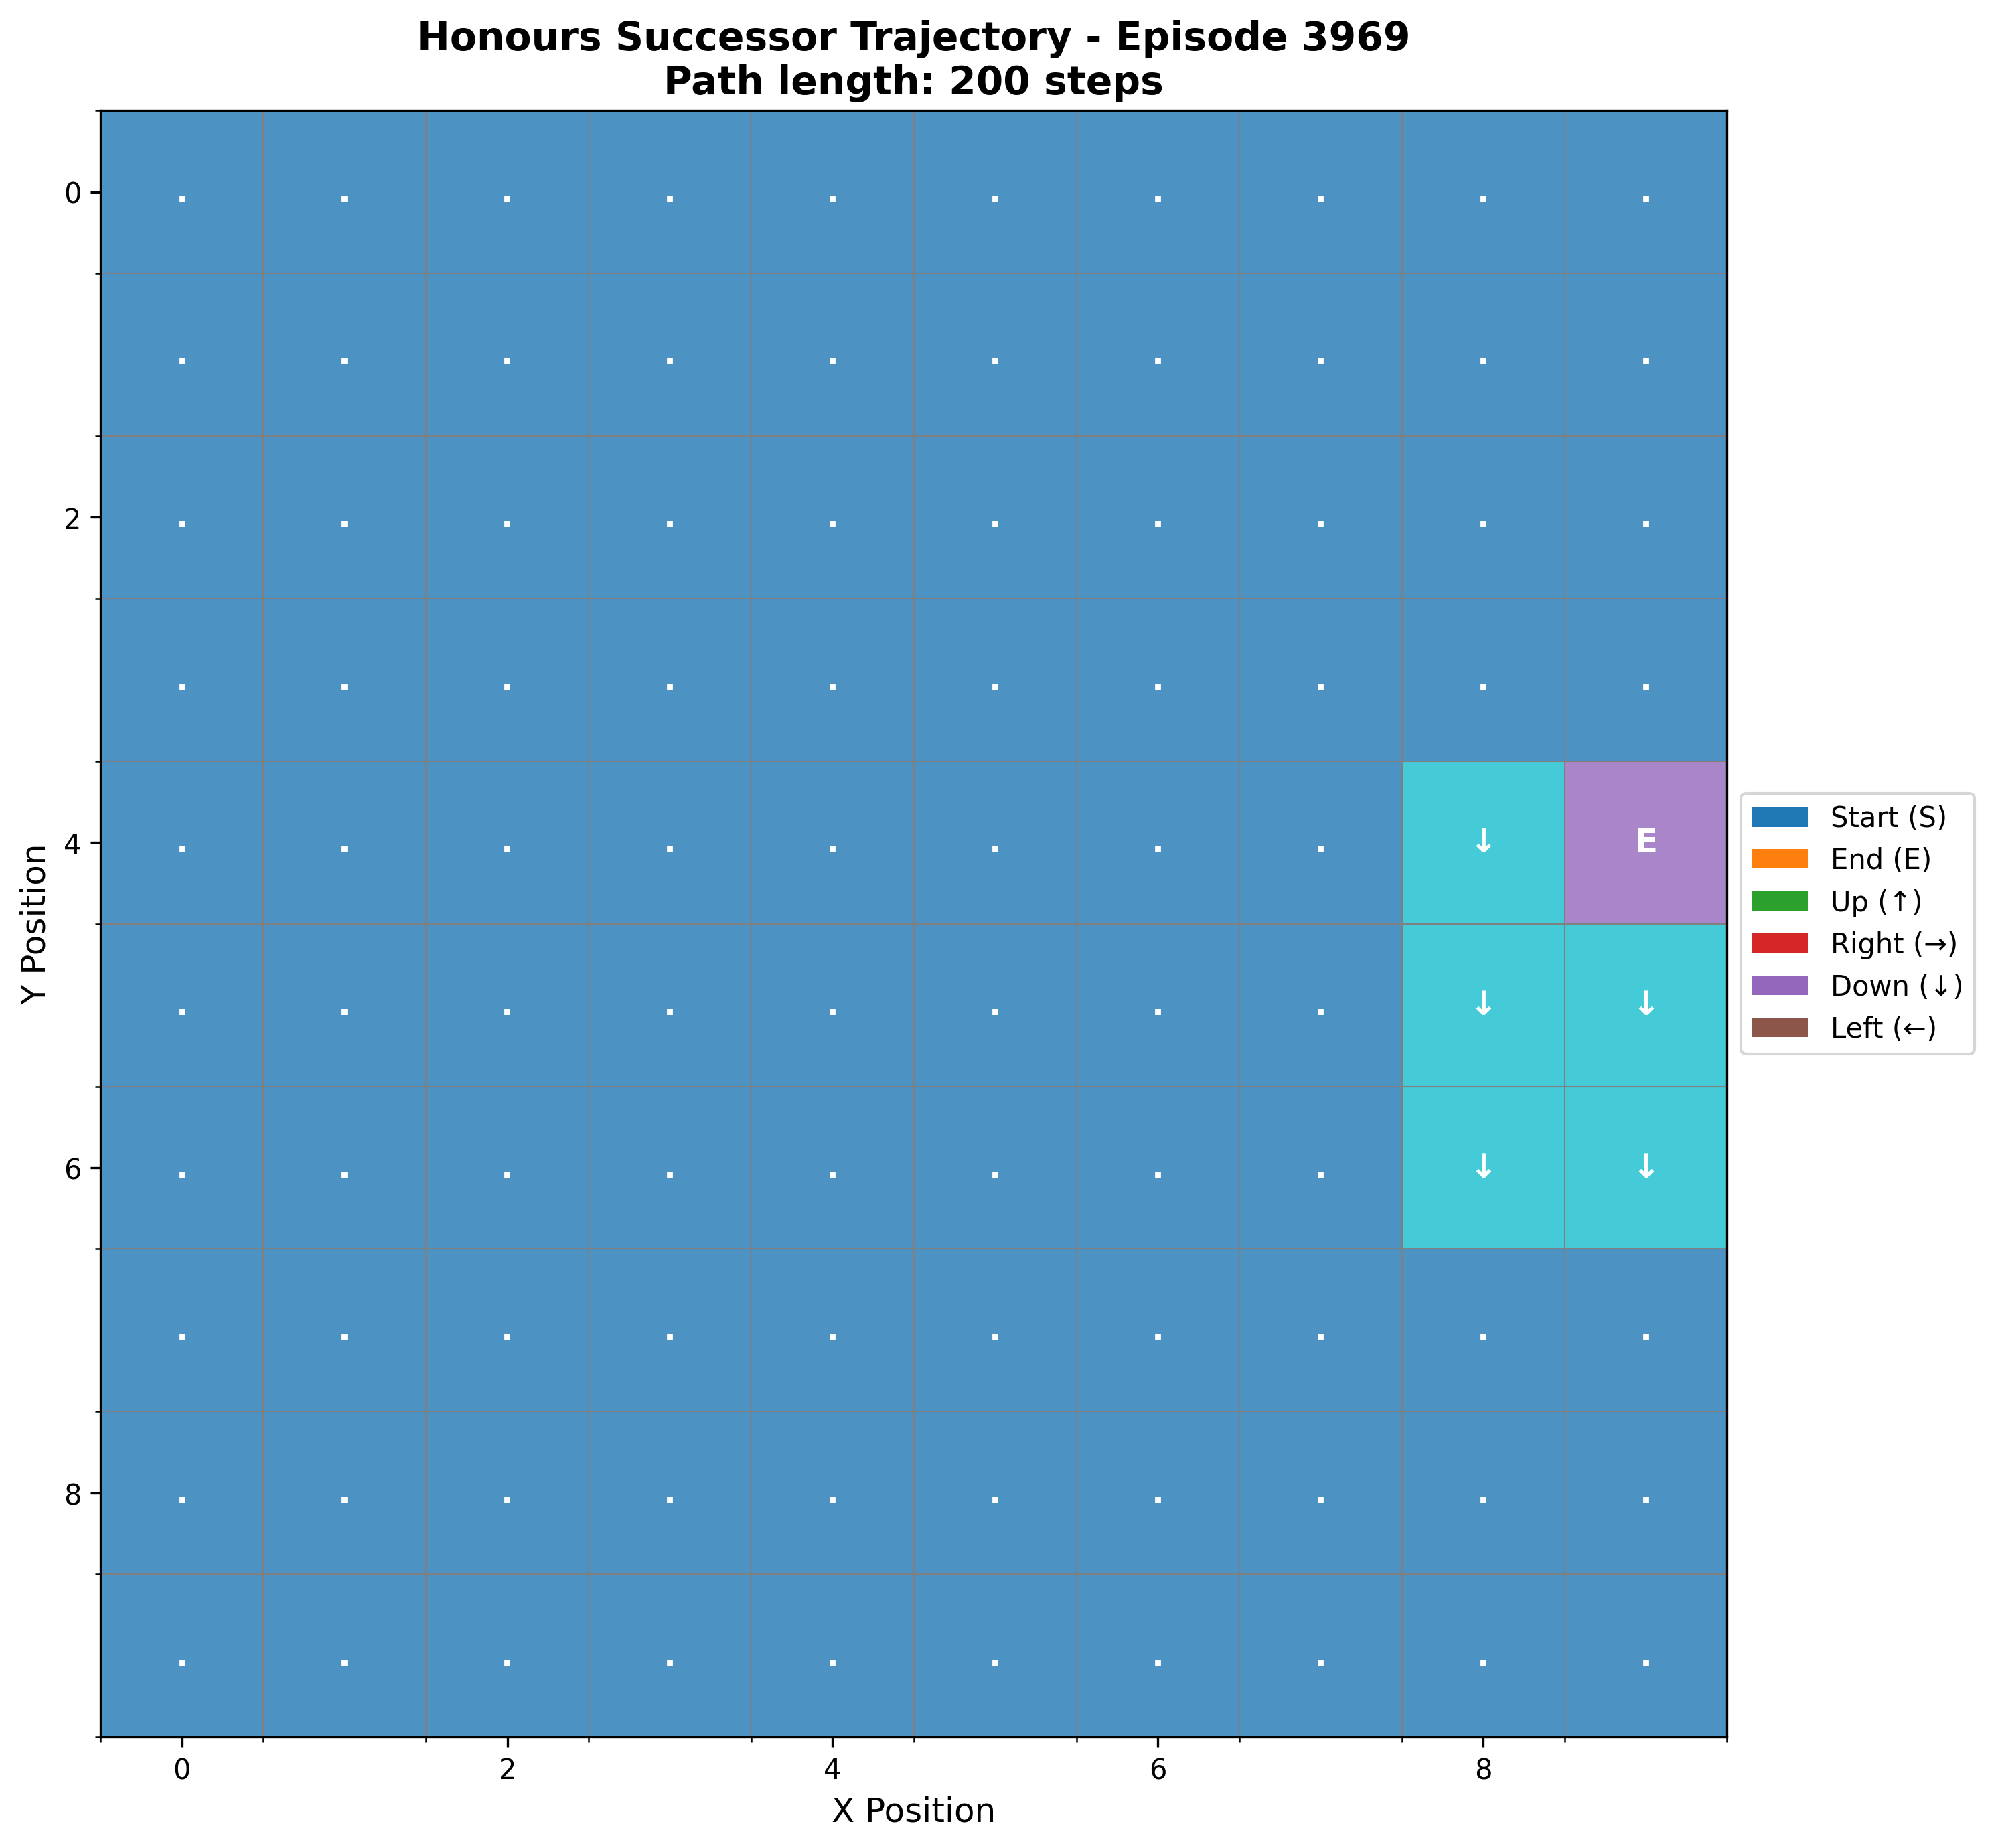 Honours Successor Trajectory - Episode 3969
Path length: 200 steps
0
2
4
6
8
Y Position
↓ E
↓ ↓
↓ ↓
Start (S)
End (E)
Up (↑)
Right (→)
Down (↓)
Left (←)
0 2 4 6 8
X Position